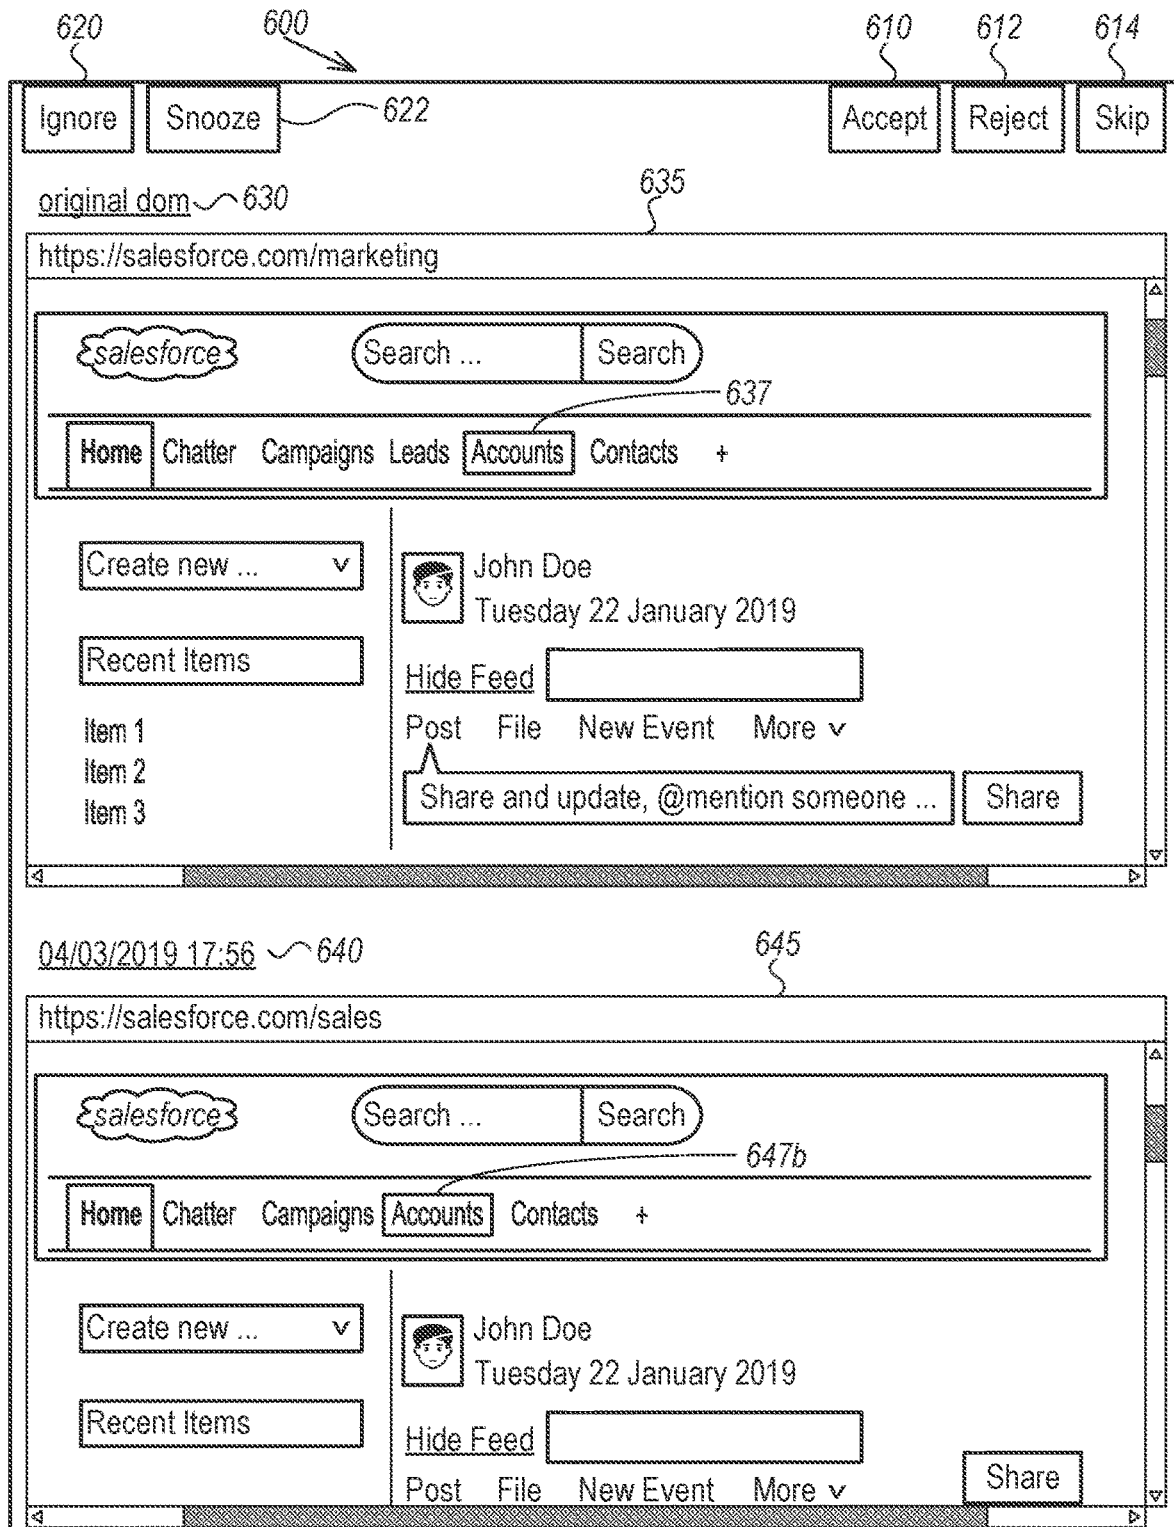 620 600 610 612 614
Ignore Snooze 622 Accept Reject Skip
original dom 630 635
https://salesforce.com/marketing
salesforce Search ... Search
637
Home Chatter Campaigns Leads Accounts Contacts +
Create new ... v John Doe
Tuesday 22 January 2019
Recent Items
Hide Feed
Item 1 Post File New Event More v
Item 2
Share and update, @mention someone ... Share
Item 3
04/03/2019 17:56 640 645
https://salesforce.com/sales
salesforce Search ... Search
647b
Home Chatter Campaigns Accounts Contacts +
Create new ... v John Doe
Tuesday 22 January 2019
Recent Items
Hide Feed
Share
Post File New Event More v